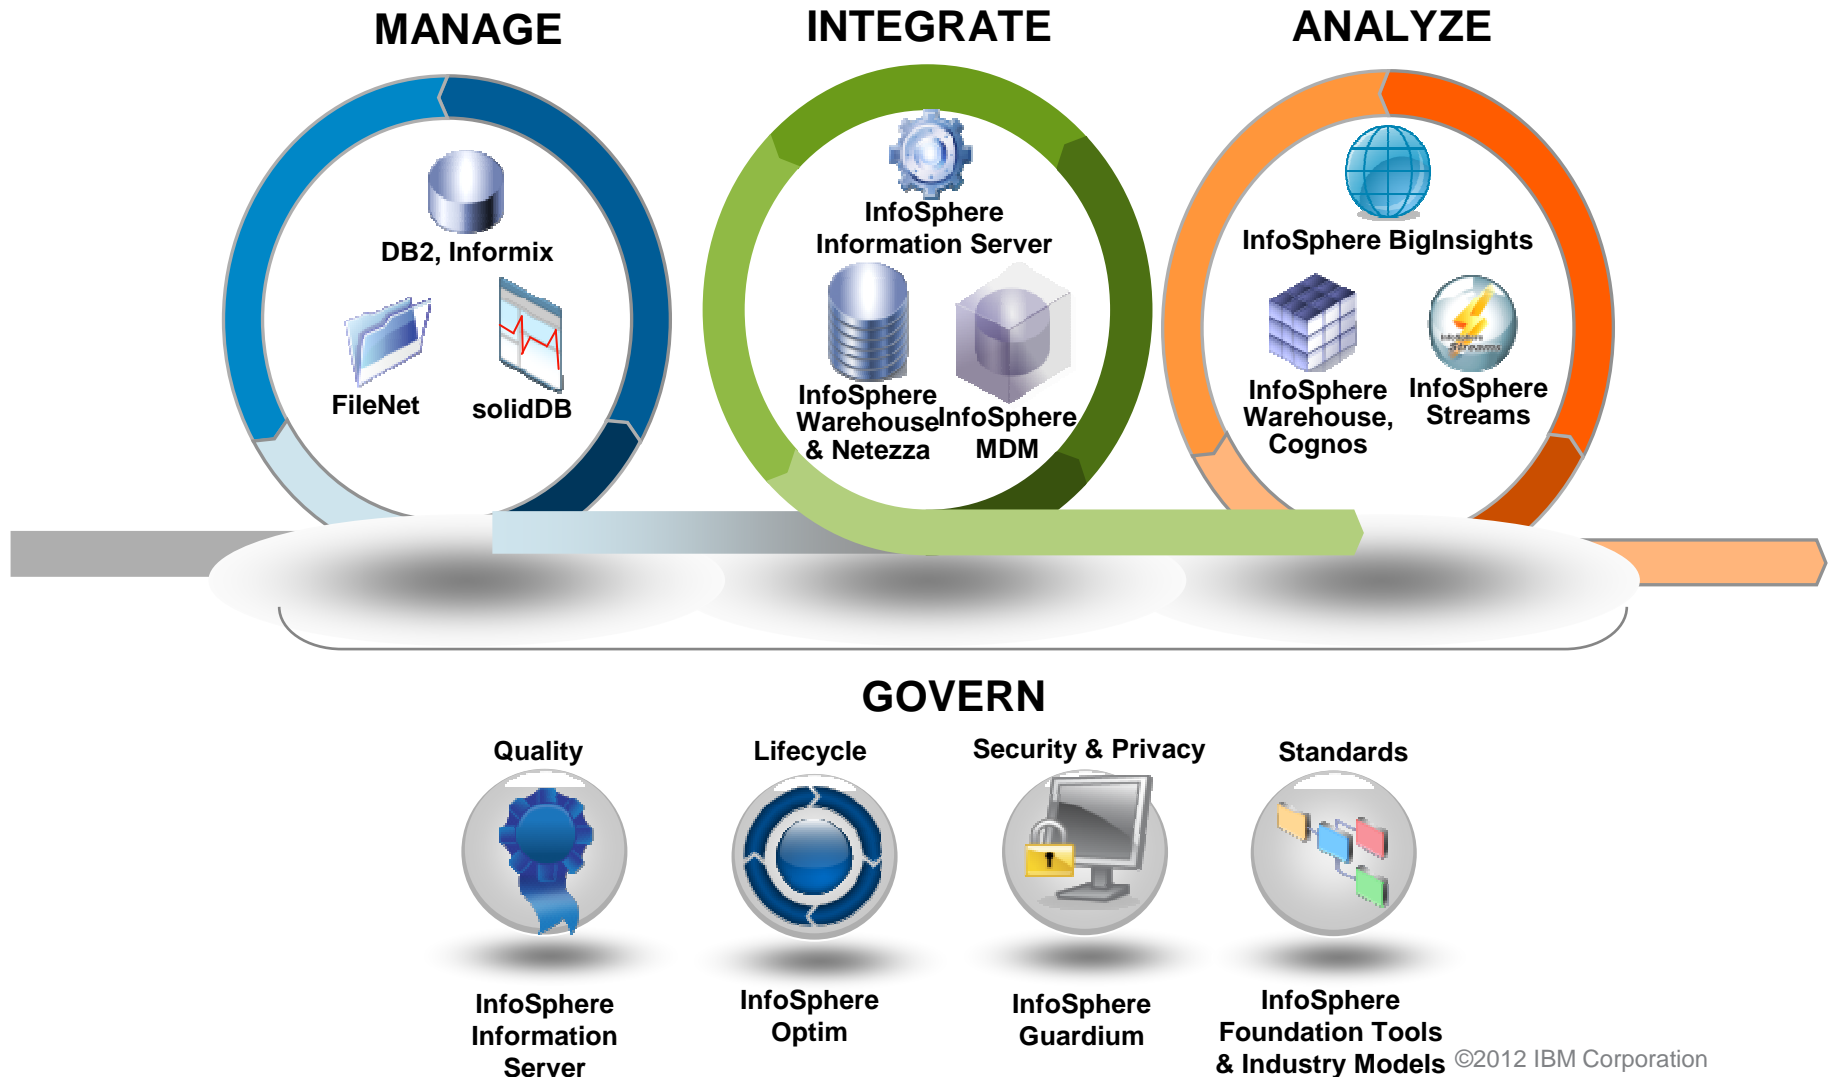 MANAGE
INTEGRATE
ANALYZE
DB2, Informix
FileNet
solidDB
InfoSphere
Information Server
InfoSphere
Warehouse
& Netezza
InfoSphere
MDM
InfoSphere BigInsights
InfoSphere
Warehouse,
Cognos
InfoSphere
Streams
InfoSphere
Streams
GOVERN
Quality
Lifecycle
Security & Privacy
Standards
InfoSphere
Information
Server
InfoSphere
Optim
InfoSphere
Guardium
InfoSphere
Foundation Tools
& Industry Models
©2012 IBM Corporation